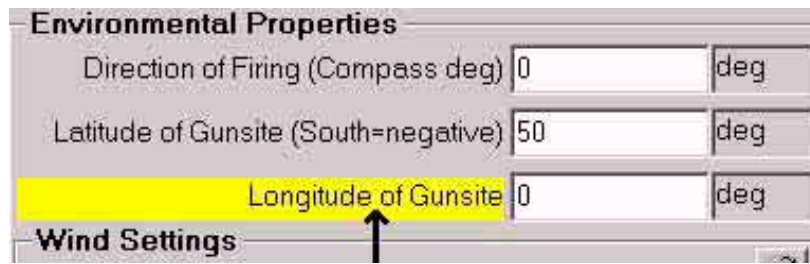 Environmental Properties
Direction of Firing (Compass deg) 0 deg
Latitude of Gunsite (South=negative) 50 deg
Longitude of Gunsite 0 deg
Wind Settings